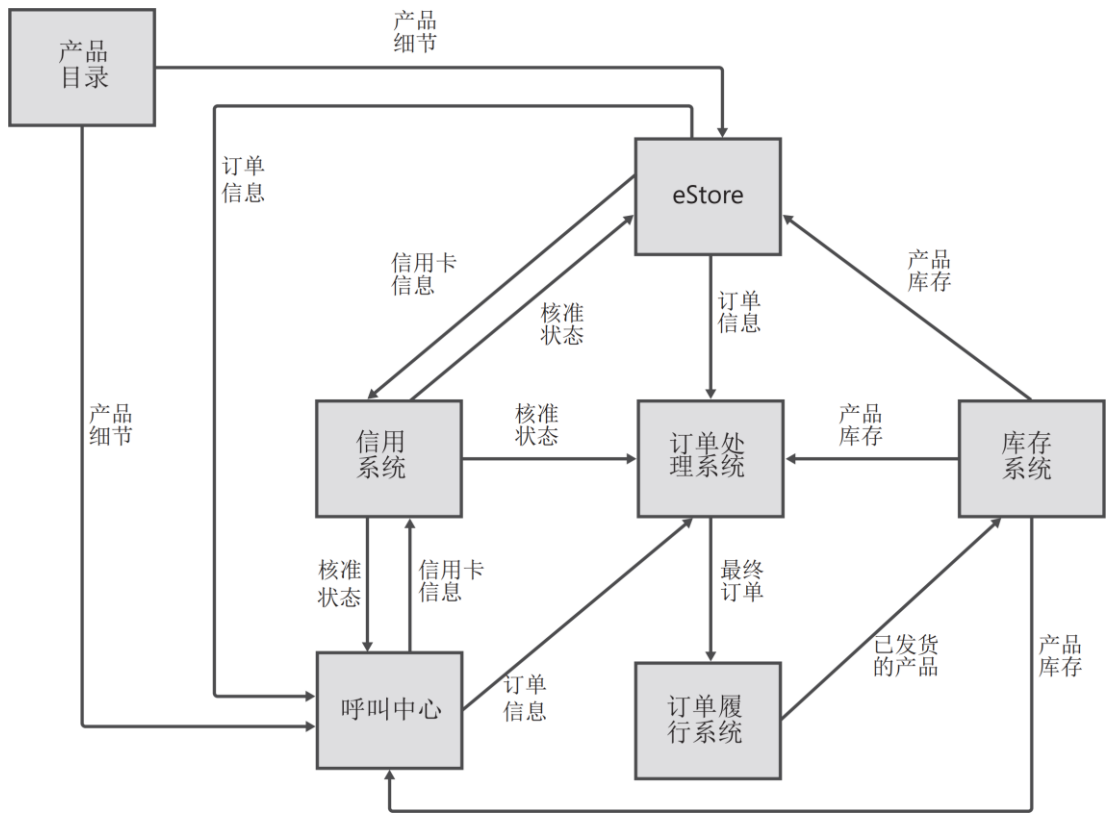 产品
细节
产品
目录
订单
信息
eStore
信用卡
信息
产品
库存
核准
状态
订单
信息
产品
细节
核准
状态
产品
库存
信用
系统
订单处
理系统
库存
系统
核准
状态
信用卡
信息
最终
订单
已发货
的产品
产品
库存
呼叫中心
订单
信息
订单履
行系统